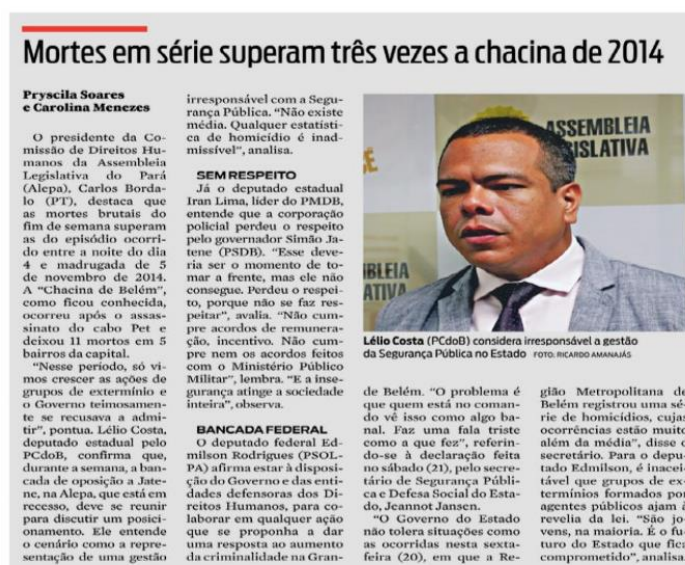 Mortes em série superam três vezes a chacina de 2014
Pryscila Soares
e Carolina Menezes
O presidente da Co-
missão de Direitos Hu-
manos da Assembleia
Legislativa do Pará
(Alepa), Carlos Borda-
lo (PT), destaca que
as mortes brutais do
fim de semana superam
as do episódio ocorri-
do entre a noite do dia
4 e madrugada de 5
de novembro de 2014.
A “Chacina de Belém”,
como ficou conhecida,
ocorreu após o assas-
sinato do cabo Pet e
deixou 11 mortos em 5
bairros da capital.
“Nesse período, só vi-
mos crescer as ações de
grupos de extermínio e
o Governo teimosamen-
te se recusava a admi-
tir”, pontua. Lélio Costa,
deputado estadual pelo
PCdoB, confirma que,
durante a semana, a ban-
cada de oposição a Jate-
ne, na Alepa, que está em
recesso, deve se reunir
para discutir um posici-
onamento. Ele entende
o cenário como a repre-
sentação de uma gestão
irresponsável com a Segu-
rança Pública. “Não existe
média. Qualquer estatísti-
ca de homicídio é inad-
missível”, analisa.
SEM RESPEITO
Já o deputado estadual
Iran Lima, líder do PMDB,
entende que a corporação
policial perdeu o respeito
pelo governador Simão Ja-
tene (PSDB). “Esse deve-
ria ser o momento de to-
mar a frente, mas ele não
consegue. Perdeu o respei-
to, porque não se faz res-
peitar”, avalia. “Não cum-
pre acordos de remunera-
ção, incentivo. Não cum-
pre nem os acordos feitos
com o Ministério Público
Militar”, lembra. “E a inse-
gurança atinge a sociedade
inteira”, observa.
BANCADA FEDERAL
O deputado federal Ed-
milson Rodrigues (PSOL-
PA) afirma estar à disposi-
ção do Governo e das enti-
dades defensoras dos Di-
reitos Humanos, para co-
laborar em qualquer ação
que se proponha a dar
uma resposta ao aumento
da criminalidade na Gran-
ASSEMBLEIA
LEGISLATIVA
BLEIA
ATIVA
Lélio Costa (PCdoB) considera irresponsável a gestão
da Segurança Pública no Estado FOTO: RICARDO AMANAJÁS
de Belém. “O problema é
que quem está no coman-
do vê isso como algo ba-
nal. Faz uma fala triste
como a que fez”, referin-
do-se à declaração feita
no sábado (21), pelo secre-
tário de Segurança Públi-
ca e Defesa Social do Esta-
do, Jeannot Jansen.
“O Governo do Estado
não tolera situações como
as ocorridas nesta sexta-
feira (20), em que a Re-
gião Metropolitana de
Belém registrou uma sé-
rie de homicídios, cujas
ocorrências estão muito
além da média”, disse o
secretário. Para o depu-
tado Edmilson, é inacei-
tável que grupos de ex-
termínios formados por
agentes públicos ajam à
revelia da lei. “São jo-
vens, na maioria. É o fu-
turo do Estado que fica
comprometido”, analisa.